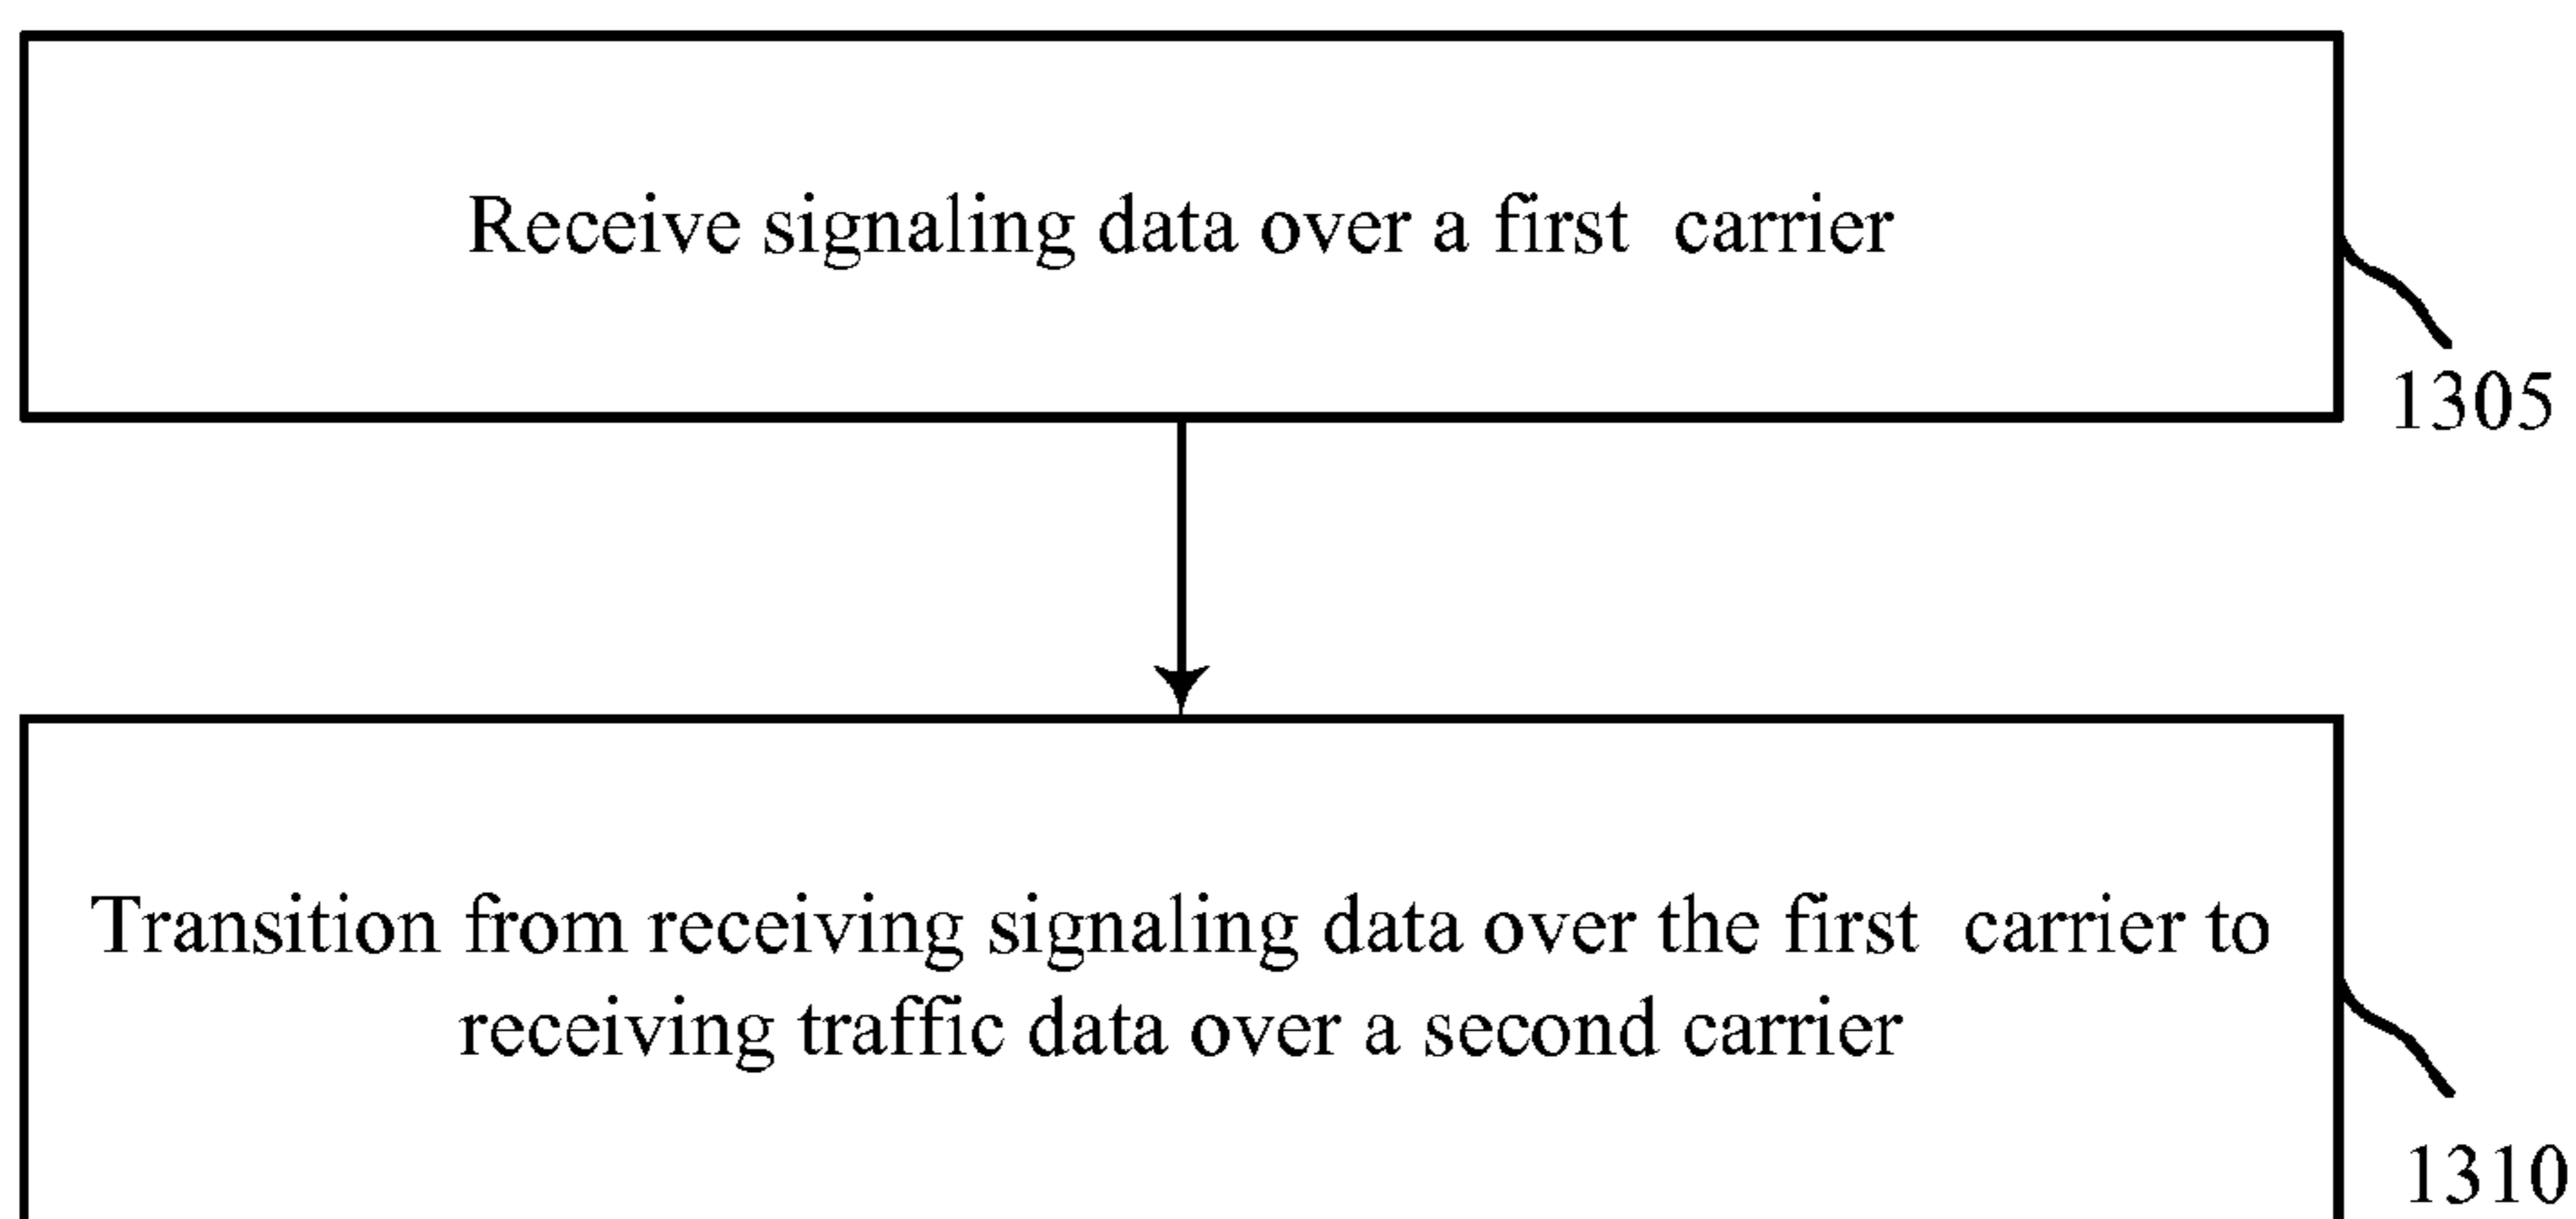 Receive signaling data over a first carrier
1305
Transition from receiving signaling data over the first carrier to
receiving traffic data over a second carrier
1310